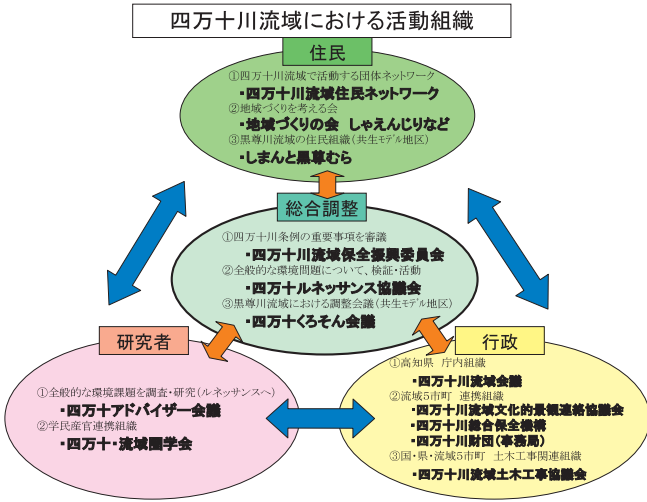 四万十川流域における活動組織
住民
①四万十川流域で活動する団体ネットワーク
・四万十川流域住民ネットワーク
②地域づくりを考える会
・地域づくりの会 しゃえんじりなど
③黒尊川流域の住民組織(共生モデル地区)
・しまんと黒尊むら
総合調整
①四万十川条例の重要事項を審議
・四万十川流域保全振興委員会
②全般的な環境問題について、検証・活動
・四万十ルネッサンス協議会
③黒尊川流域における調整会議(共生モデル地区)
・四万十くろそん会議
研究者
①全般的な環境課題を調査・研究(ルネッサンスへ)
・四万十アドバイザー会議
②学民産官連携組織
・四万十・流域圏学会
行政
①高知県 庁内組織
・四万十川流域会議
②流域5市町 連携組織
・四万十川流域文化的景観連絡協議会
・四万十川総合保全機構
・四万十川財団(事務局)
③国・県・流域5市町 土木工事関連組織
・四万十川流域土木工事協議会